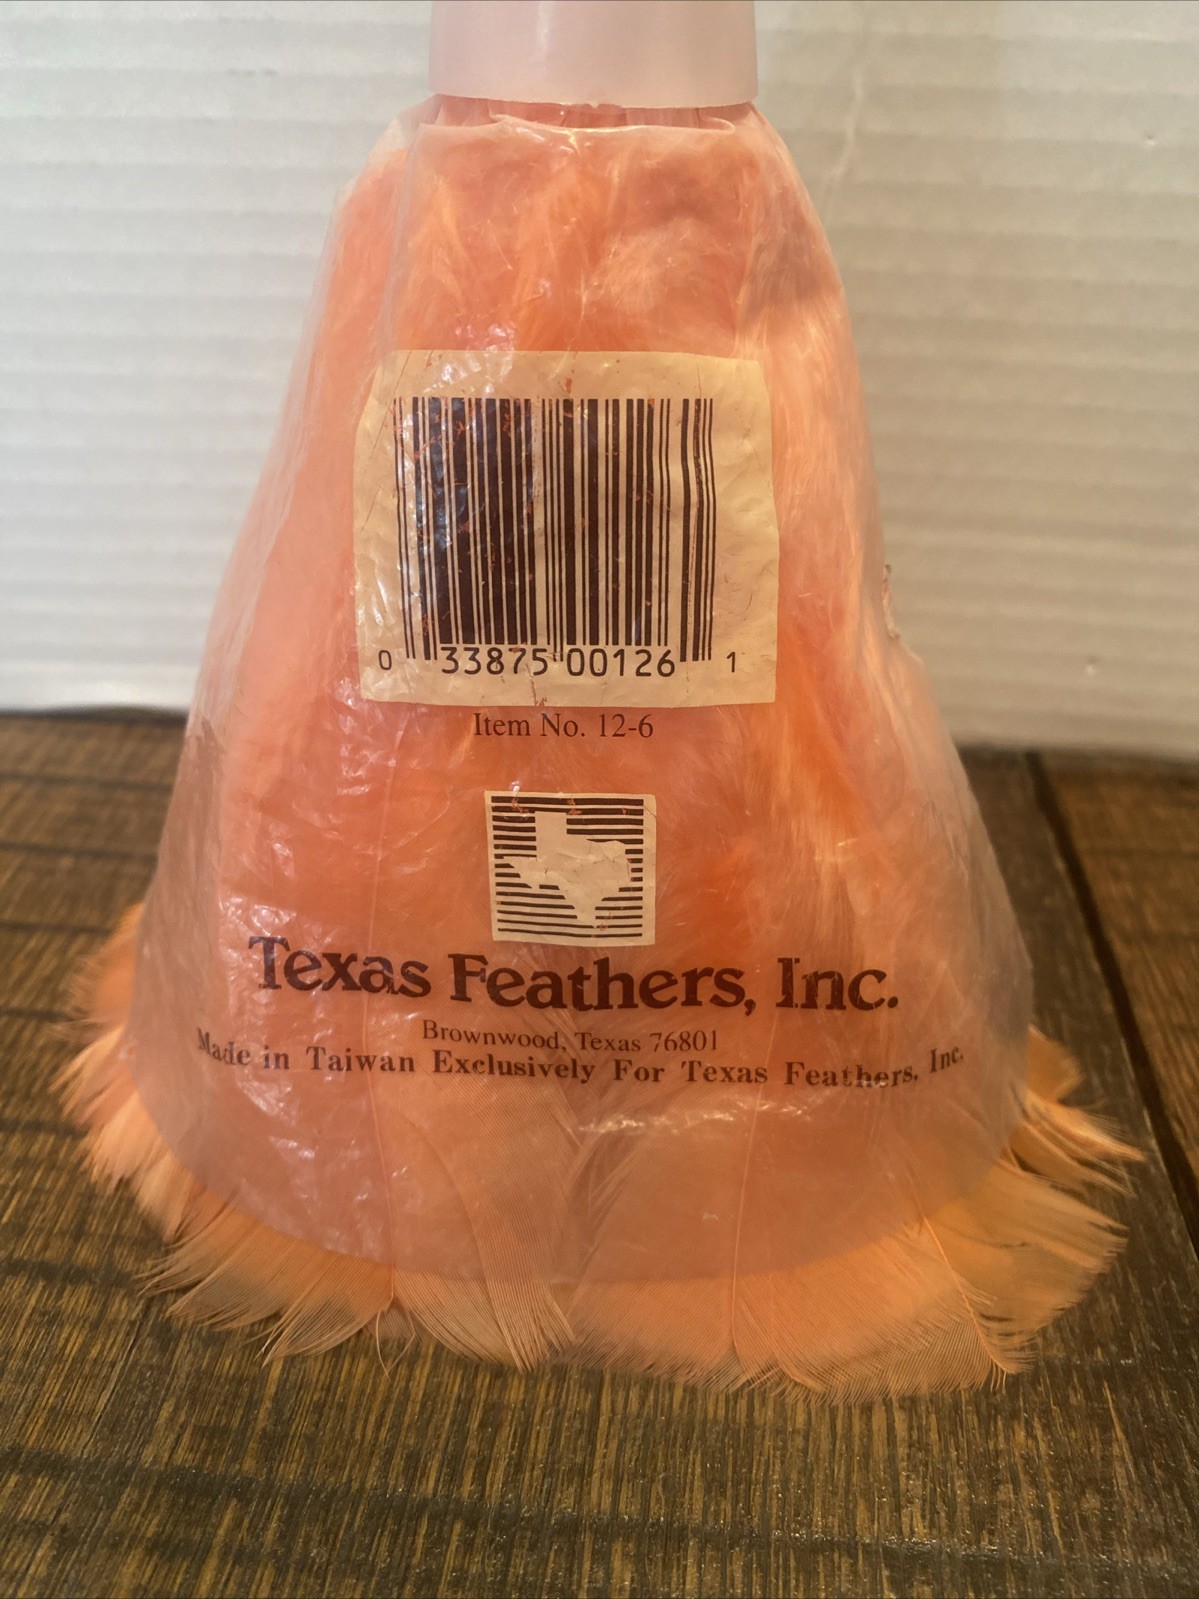 0 33875 00126 1
Item No. 12-6
Texas Feathers, Inc.
Brownwood, Texas 76801
Made in Taiwan Exclusively For Texas Feathers, Inc.